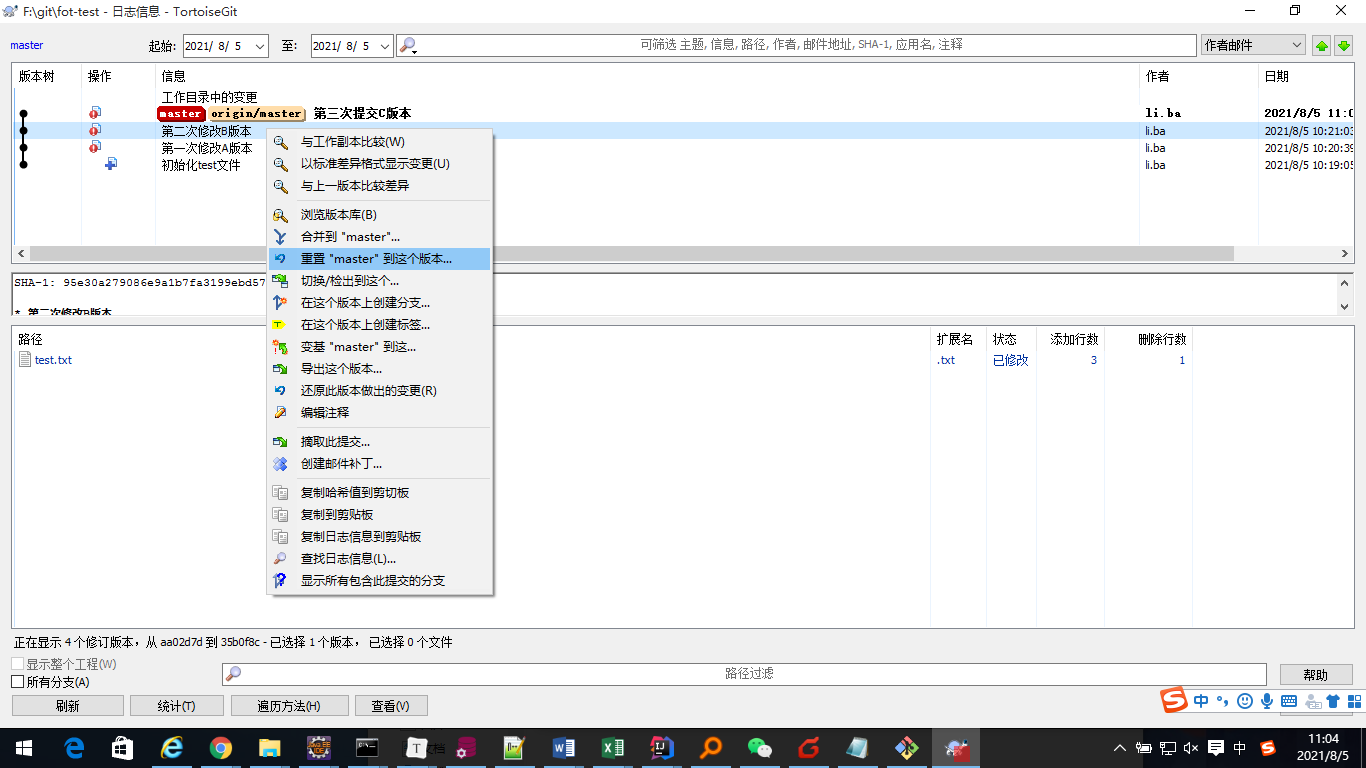 F:\git\fot-test - 日志信息 - TortoiseGit
master 起始: 2021/ 8/ 5 至: 2021/ 8/ 5 可筛选 主题, 信息, 路径, 作者, 邮件地址, SHA-1, 应用名, 注释 作者邮件
版本树 操作 信息 作者 日期
工作目录中的变更
master origin/master 第三次提交C版本 li.ba 2021/8/5 11:0
第二次修改B版本 li.ba 2021/8/5 10:21:03
第一次修改A版本 li.ba 2021/8/5 10:20:39
初始化test文件 li.ba 2021/8/5 10:19:05
与工作副本比较(W)
以标准差异格式显示变更(U)
与上一版本比较差异
浏览版本库(B)
合并到 "master"...
重置 "master" 到这个版本...
切换/检出到这个...
在这个版本上创建分支...
在这个版本上创建标签...
变基 "master" 到这...
导出这个版本...
还原此版本做出的变更(R)
编辑注释
摘取此提交...
创建邮件补丁...
复制哈希值到剪切板
复制到剪贴板
复制日志信息到剪贴板
查找日志信息(L)...
显示所有包含此提交的分支
SHA-1: 95e30a279086e9a1b7fa3199ebd57
* 第二次修改B版本
路径 扩展名 状态 添加行数 删除行数
test.txt .txt 已修改 3 1
正在显示 4 个修订版本，从 aa02d7d 到 35b0f8c - 已选择 1 个版本， 已选择 0 个文件
显示整个工程(W)
所有分支(A) 路径过滤 帮助
刷新 统计(T) 遍历方法(H) 查看(V)
中
中 11:04
2021/8/5